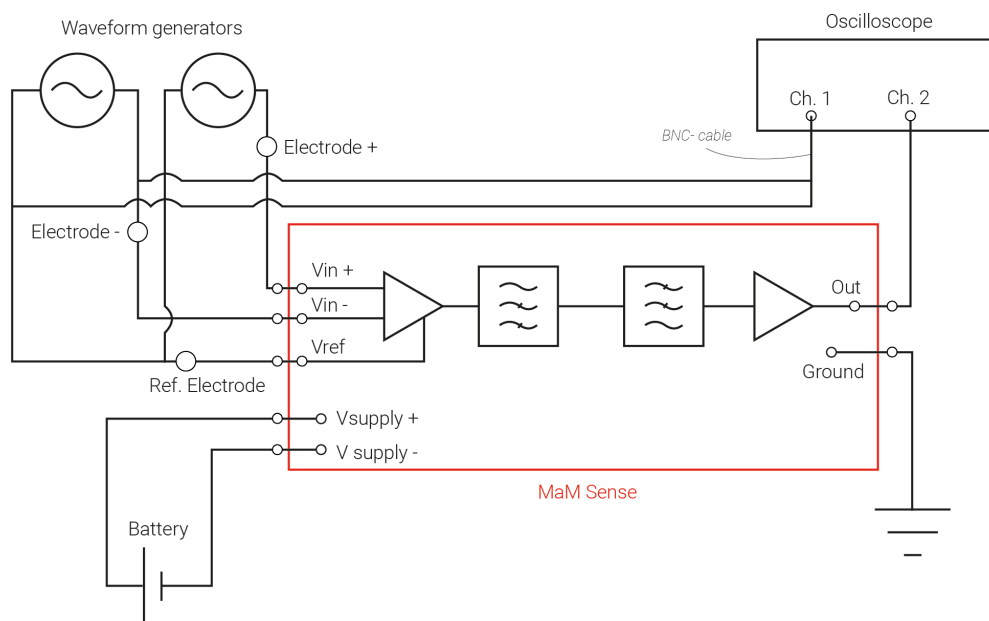 Waveform generators
Oscilloscope
Ch. 1
Ch. 2
BNC- cable
Electrode +
Electrode -
Vin +
Vin -
Out
Vref
Ground
Ref. Electrode
Vsupply +
V supply -
MaM Sense
Battery